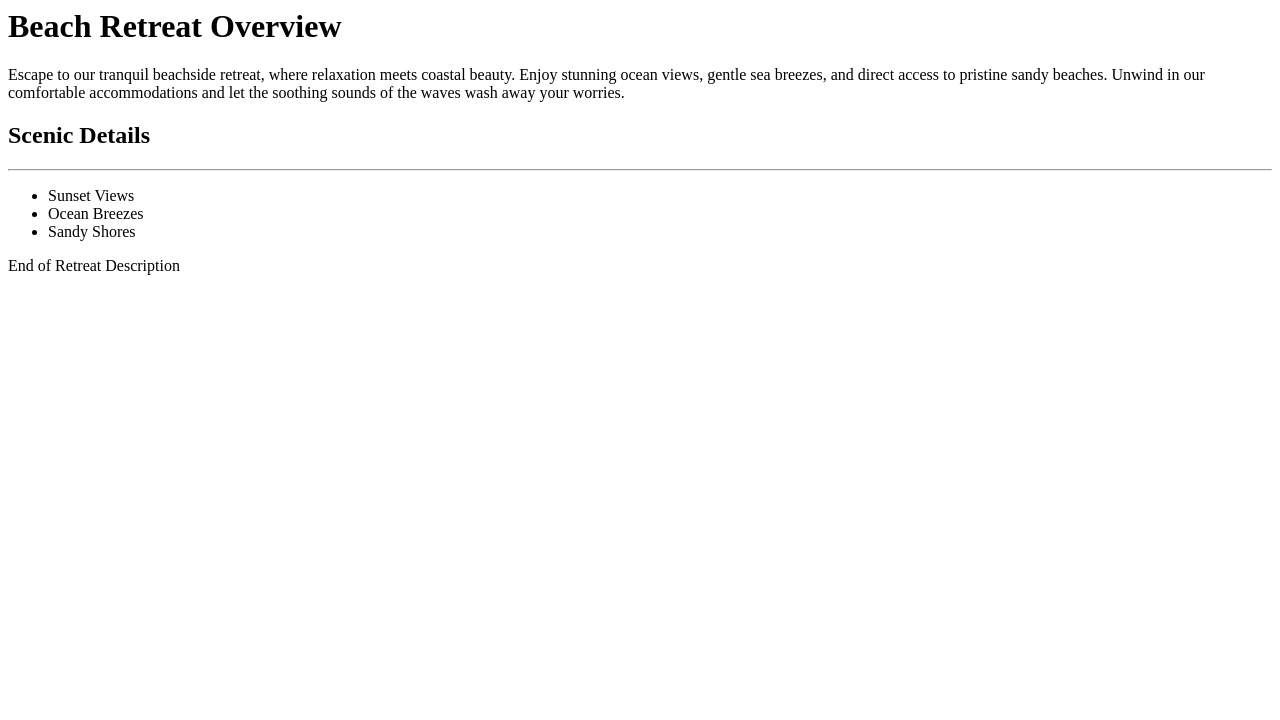 Beach Retreat Overview
Escape to our tranquil beachside retreat, where relaxation meets coastal beauty. Enjoy stunning ocean views, gentle sea breezes, and direct access to pristine sandy beaches. Unwind in our
comfortable accommodations and let the soothing sounds of the waves wash away your worries.
Scenic Details
Sunset Views
Ocean Breezes
Sandy Shores
End of Retreat Description